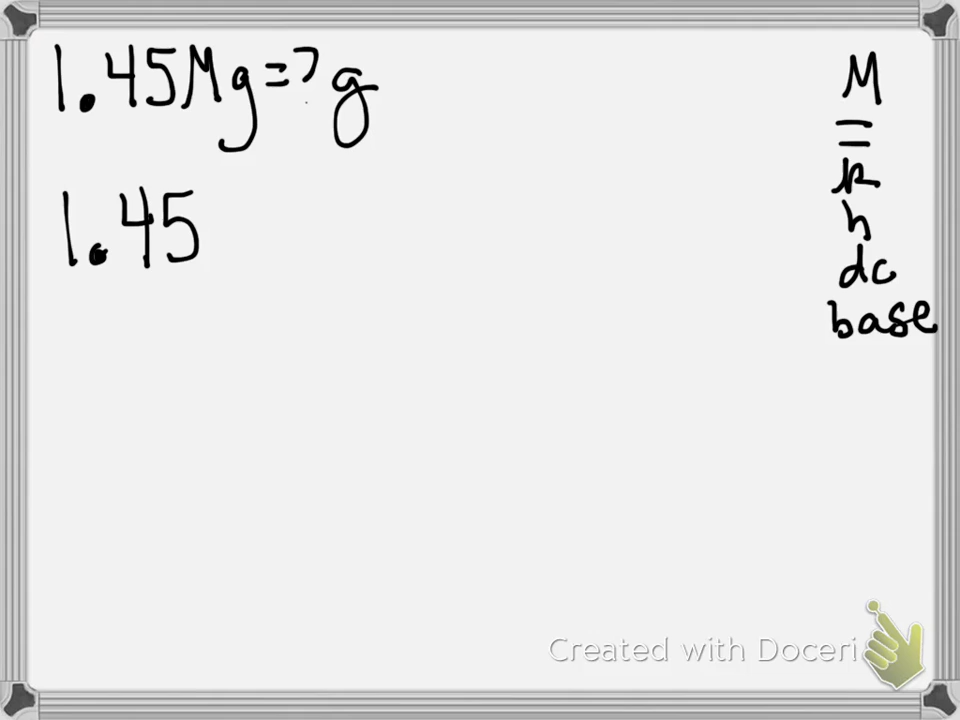 1.45Mg=?g
1.45
M
=
k
h
dc
base
Created with Doceri